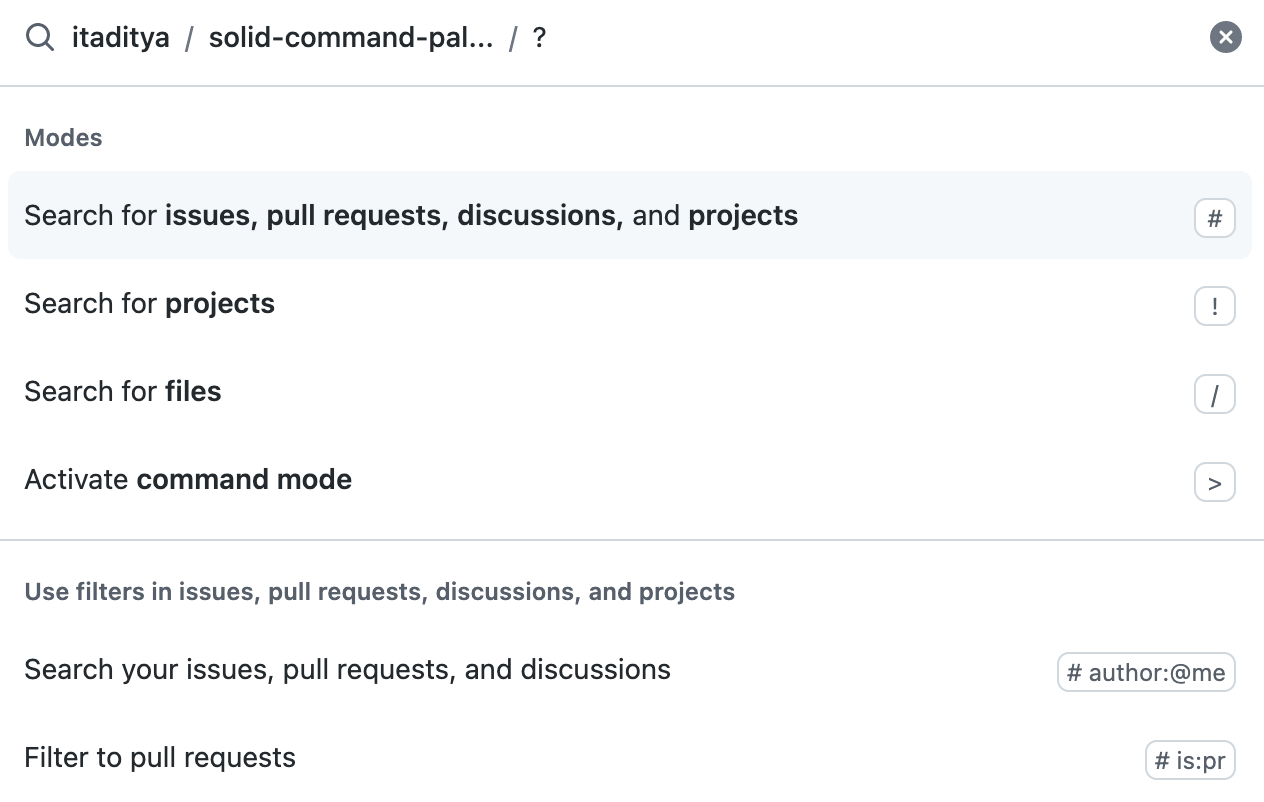 itaditya / solid-command-pal... / ?
Modes
Search for issues, pull requests, discussions, and projects #
Search for projects !
Search for files /
Activate command mode >
Use filters in issues, pull requests, discussions, and projects
Search your issues, pull requests, and discussions # author:@me
Filter to pull requests # is:pr